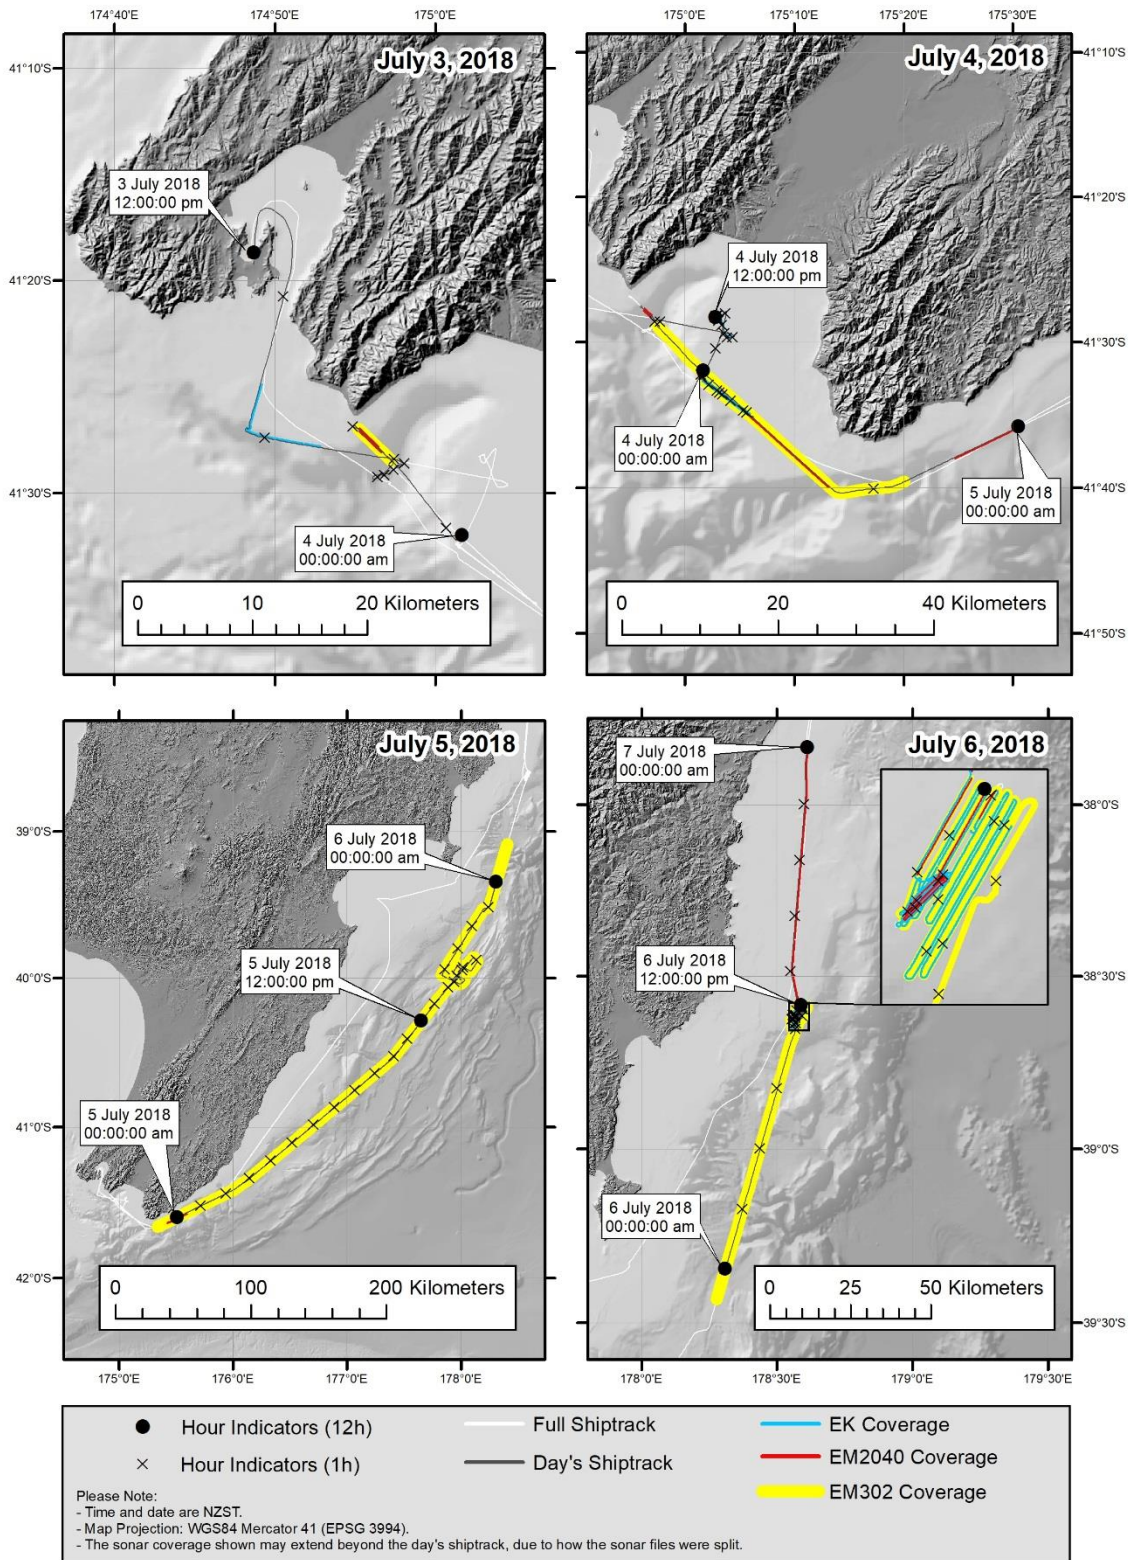 174°40'E 174°50'E 175°0'E
July 3, 2018
41°10'S
41°20'S
41°30'S
3 July 2018
12:00:00 pm
4 July 2018
00:00:00 am
0 10 20 Kilometers
174°40'E 174°50'E 175°0'E
175°0'E 175°10'E 175°20'E 175°30'E
July 4, 2018
41°10'S
41°20'S
41°30'S
41°40'S
41°50'S
4 July 2018
12:00:00 pm
4 July 2018
00:00:00 am
5 July 2018
00:00:00 am
0 20 40 Kilometers
July 5, 2018
39°0'S
40°0'S
41°0'S
42°0'S
6 July 2018
00:00:00 am
5 July 2018
12:00:00 pm
5 July 2018
00:00:00 am
0 100 200 Kilometers
175°0'E 176°0'E 177°0'E 178°0'E
July 6, 2018
7 July 2018
00:00:00 am
6 July 2018
12:00:00 pm
6 July 2018
00:00:00 am
38°0'S
38°30'S
39°0'S
39°30'S
0 25 50 Kilometers
178°0'E 178°30'E 179°0'E 179°30'E
Hour Indicators (12h) Full Shiptrack EK Coverage
Hour Indicators (1h) Day's Shiptrack EM2040 Coverage
EM302 Coverage
Please Note:
- Time and date are NZST.
- Map Projection: WGS84 Mercator 41 (EPSG 3994).
- The sonar coverage shown may extend beyond the day's shiptrack, due to how the sonar files were split.